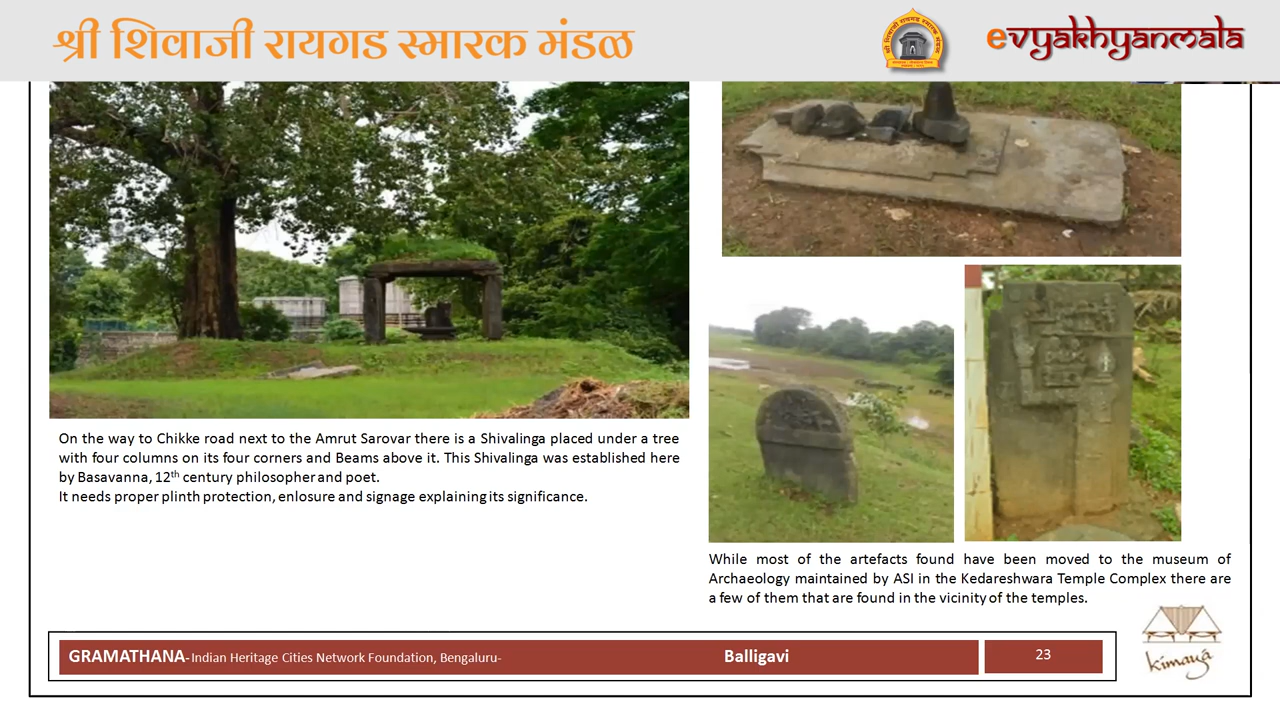 श्री शिवाजी रायगड स्मारक मंडळ
evyakhyanmala
On the way to Chikke road next to the Amrut Sarovar there is a Shivalinga placed under a tree
with four columns on its four corners and Beams above it. This Shivalinga was established here
by Basavanna, 12th century philosopher and poet.
It needs proper plinth protection, enlosure and signage explaining its significance.
While most of the artefacts found have been moved to the museum of
Archaeology maintained by ASI in the Kedareshwara Temple Complex there are
a few of them that are found in the vicinity of the temples.
GRAMATHANA- Indian Heritage Cities Network Foundation, Bengaluru-
Balligavi
23
kimaya